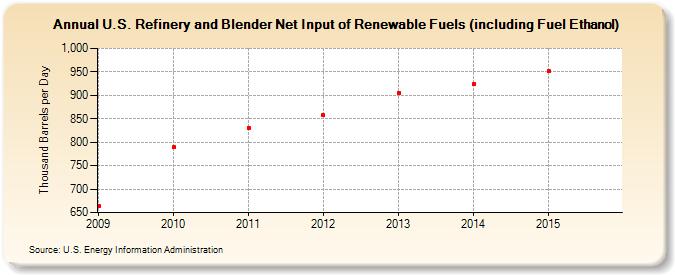 Annual U.S. Refinery and Blender Net Input of Renewable Fuels (including Fuel Ethanol)
Thousand Barrels per Day
1,000
950
900
850
800
750
700
650
2009 2010 2011 2012 2013 2014 2015
Source: U.S. Energy Information Administration